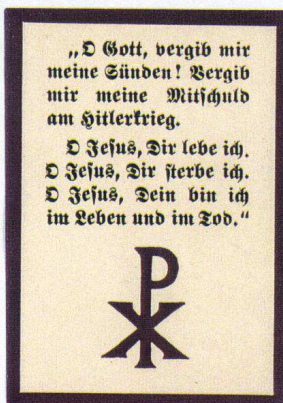 „O Gott, vergib mir
meine Sünden! Vergib
mir meine Mitschuld
am Hitlerkrieg.
O Jesus, Dir lebe ich.
O Jesus, Dir sterbe ich.
O Jesus, Dein bin ich
im Leben und im Tod.“